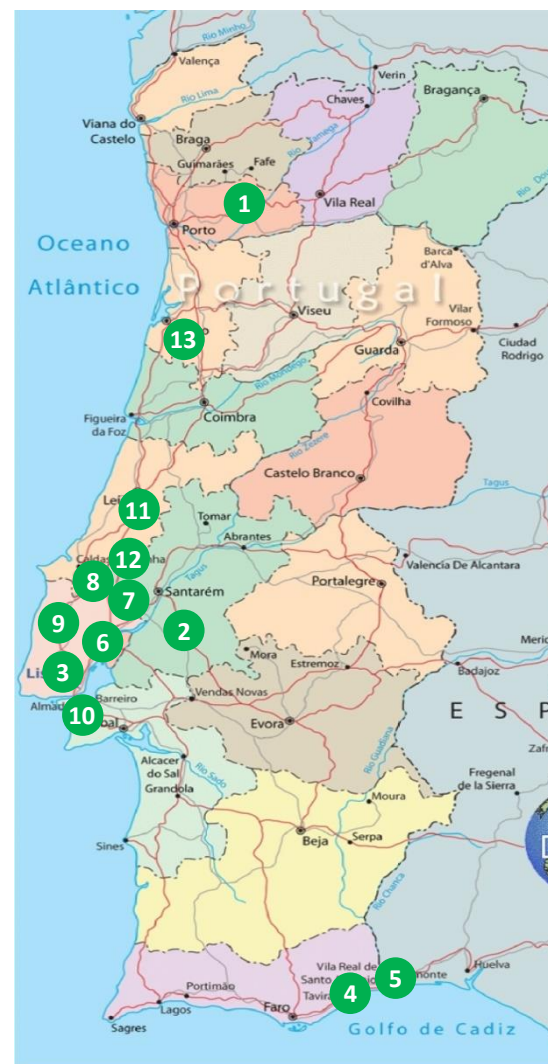 Rio Minho
Valença
Verin
Rio Lima
Chaves
Bragança
Viana do
Castelo
Braga
Rio Tamega
Guimarães
Fafe
1
Vila Real
Porto
Oceano
Atlântico
Barca
d'Alva
Portugal
Viseu
Vilar
Formoso
13
Guarda
Ciudad
Rodrigo
Rio Mondego
Coimbra
Covilha
Figueira
da Foz
Rio Zezere
Castelo Branco
Tagus
11
Tomar
Abrantes
12
Valencia De Alcantara
8
Tagus
Portalegre
7
Santarém
9
2
6
Mora
Estremoz
Badajoz
3
Barreiro
Vendas Novas
10
Evora
E S P
Rio Guadiana
Alcacer
do Sal
Rio Sado
Grandola
Fregenal
de la Sierra
Moura
Sines
Beja
Serpa
Rio Chança
Vila Real de
Santo
5
Huelva
Portimão
Tavira
4
Lagos
Faro
Sagres
Golfo de Cadiz